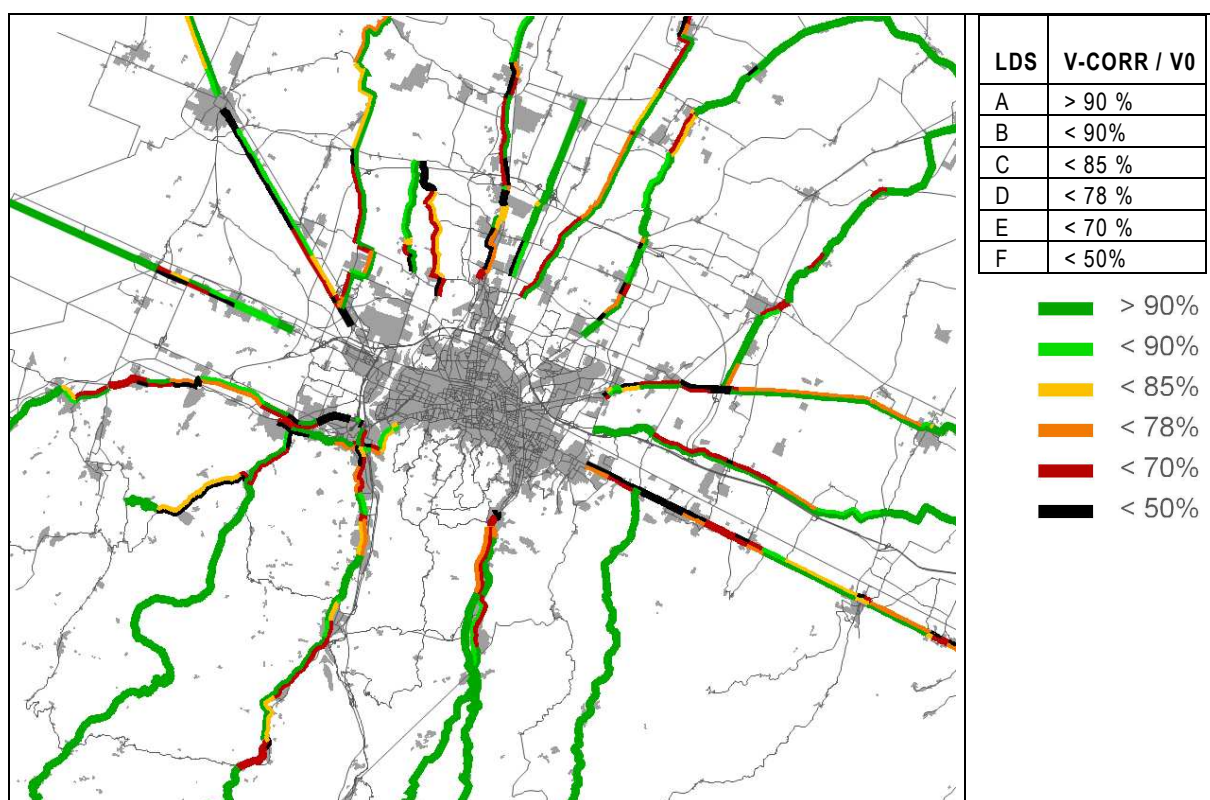 LDS V-CORR / V0
A > 90 %
B < 90%
C < 85 %
D < 78 %
E < 70 %
F < 50%
> 90%
< 90%
< 85%
< 78%
< 70%
< 50%